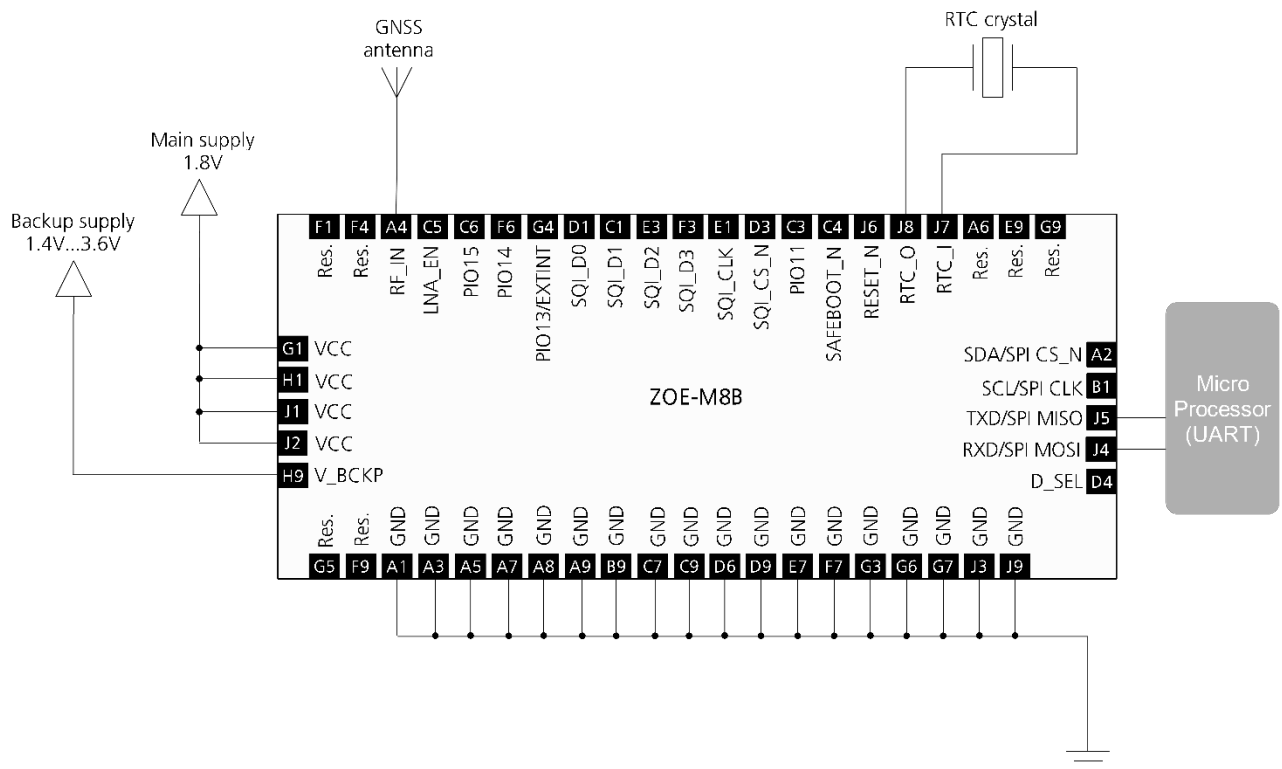 RTC crystal
GNSS
antenna
Main supply
1.8V
Backup supply
1.4V...3.6V
F1 F4 A4 C5 C6 F6 G4 D1 C1 E3 F3 E1 D3 C3 C4 J6 J8 J7 A6 E9 G9
Res. Res. RF_IN LNA_EN PIO15 PIO14 PIO13/EXTINT SQI_D0 SQI_D1 SQI_D2 SQI_D3 SQI_CLK SQI_CS_N PIO11 SAFEBOOT_N RESET_N RTC_O RTC_I Res. Res. Res.
G1 VCC
H1 VCC
J1 VCC
J2 VCC
H9 V_BCKP
ZOE-M8B
SDA/SPI CS_N A2
SCL/SPI CLK B1
TXD/SPI MISO J5
RXD/SPI MOSI J4
D_SEL D4
Micro
Processor
(UART)
Res. Res. GND GND GND GND GND GND GND GND GND GND GND GND GND GND GND GND GND GND
G5 F9 A1 A3 A5 A7 A8 A9 B9 C7 C9 D6 D9 E7 F7 G3 G6 G7 J3 J9